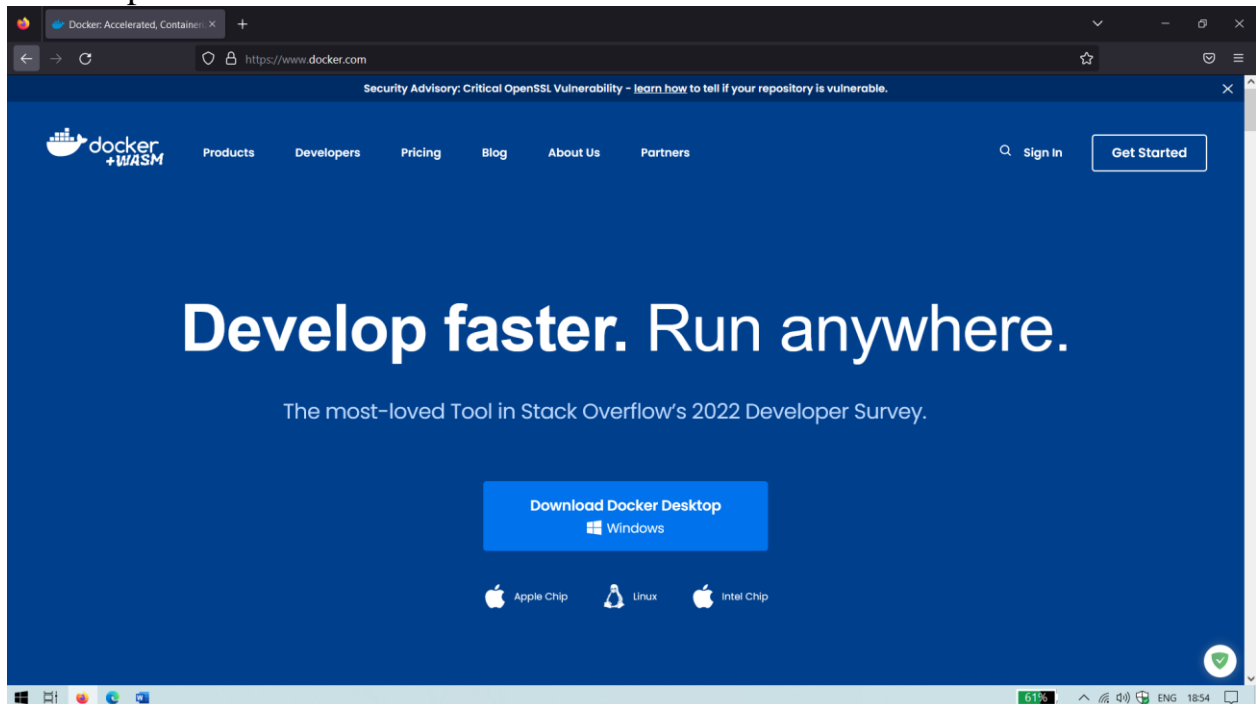 Docker: Accelerated, Container
https://www.docker.com
Security Advisory: Critical OpenSSL Vulnerability - learn how to tell if your repository is vulnerable.
docker
+WASM
Products Developers Pricing Blog About Us Partners Sign In Get Started
Develop faster. Run anywhere.
The most-loved Tool in Stack Overflow's 2022 Developer Survey.
Download Docker Desktop
Windows
Apple Chip Linux Intel Chip
61% ENG 18:54